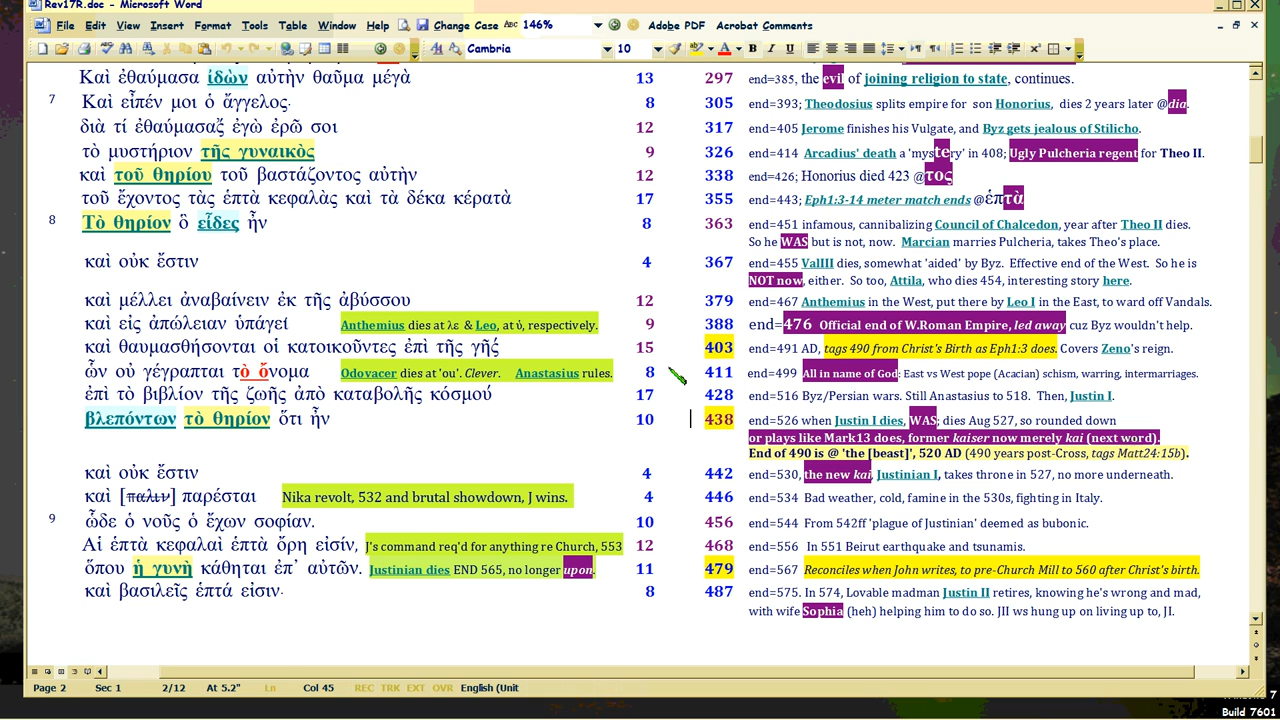 Rev17R.doc - Microsoft Word
File Edit View Insert Format Tools Table Window Help Change Case ABC 146% Adobe PDF Acrobat Comments
Cambria 10 B I U
Καὶ ἐθαύμασα ἰδὼν αὐτὴν θαῦμα μέγὰ 13 297 end=385, the evil of joining religion to state, continues.
7 Καὶ εἶπέν μοι ὁ ἄγγελος· 8 305 end=393; Theodosius splits empire for son Honorius, dies 2 years later @dia.
διὰ τί ἐθαύμασαξ ἐγὼ ἐρῶ σοι 12 317 end=405 Jerome finishes his Vulgate, and Byz gets jealous of Stilicho.
τὸ μυστήριον τῆς γυναικὸς 9 326 end=414 Arcadius' death a 'mystery' in 408; Ugly Pulcheria regent for Theo II.
καὶ τοῦ θηρίου τοῦ βαστάζοντος αὐτὴν 12 338 end=426; Honorius died 423 @τος
τοῦ ἔχοντος τὰς ἑπτὰ κεφαλὰς καὶ τὰ δέκα κέρατὰ 17 355 end=443; Eph1:3-14 meter match ends @ἑπτὰ
8 Τὸ θηρίον ὃ εἶδες ἦν 8 363 end=451 infamous, cannibalizing Council of Chalcedon, year after Theo II dies.
So he WAS but is not, now. Marcian marries Pulcheria, takes Theo's place.
καὶ οὐκ ἔστιν 4 367 end=455 ValIII dies, somewhat 'aided' by Byz. Effective end of the West. So he is
NOT now, either. So too, Attila, who dies 454, interesting story here.
καὶ μέλλει ἀναβαίνειν ἐκ τῆς ἀβύσσου 12 379 end=467 Anthemius in the West, put there by Leo I in the East, to ward off Vandals.
καὶ εἰς ἀπώλειαν ὑπάγεί Anthemius dies at λε & Leo, at ύ, respectively. 9 388 end=476 Official end of W.Roman Empire, led away cuz Byz wouldn't help.
καὶ θαυμασθήσονται οἱ κατοικοῦντες ἐπὶ τῆς γῆς 15 403 end=491 AD, tags 490 from Christ's Birth as Eph1:3 does. Covers Zeno's reign.
ὧν οὐ γέγραπται τὸ ὄνομα Odovacer dies at 'ou'. Clever. Anastasius rules. 8 411 end=499 All in name of God: East vs West pope (Acacian) schism, warring, intermarriages.
ἐπὶ τὸ βιβλίον τῆς ζωῆς ἀπὸ καταβολῆς κόσμού 17 428 end=516 Byz/Persian wars. Still Anastasius to 518. Then, Justin I.
βλεπόντων τὸ θηρίον ὅτι ἦν 10 438 end=526 when Justin I dies, WAS; dies Aug 527, so rounded down
or plays like Mark13 does, former kaiser now merely kai (next word).
End of 490 is @ 'the [beast]', 520 AD (490 years post-Cross, tags Matt24:15b).
καὶ οὐκ ἔστιν 4 442 end=530, the new kai, Justinian I, takes throne in 527, no more underneath.
καὶ [παλιν] παρέσται Nika revolt, 532 and brutal showdown, J wins. 4 446 end=534 Bad weather, cold, famine in the 530s, fighting in Italy.
9 ὧδε ὁ νοῦς ὁ ἔχων σοφίαν. 10 456 end=544 From 542ff 'plague of Justinian' deemed as bubonic.
Αἱ ἑπτὰ κεφαλαὶ ἑπτὰ ὄρη εἰσίν, J's command req'd for anything re Church, 553 12 468 end=556 In 551 Beirut earthquake and tsunamis.
ὅπου ἡ γυνὴ κάθηται ἐπ' αὐτῶν. Justinian dies END 565, no longer upon. 11 479 end=567 Reconciles when John writes, to pre-Church Mill to 560 after Christ's birth.
καὶ βασιλεῖς ἑπτά εἰσιν· 8 487 end=575. In 574, Lovable madman Justin II retires, knowing he's wrong and mad,
with wife Sophia (heh) helping him to do so. JII ws hung up on living up to, JI.
Page 2 Sec 1 2/12 At 5.2" Ln Col 45 REC TRK EXT OVR English (Unit
Build 7601